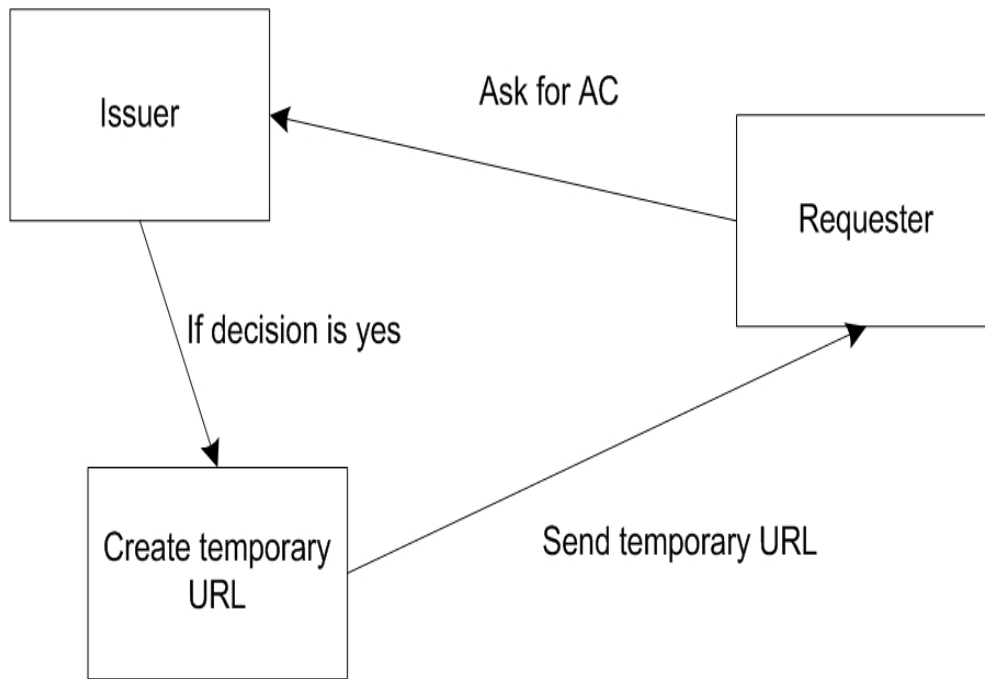 Issuer
Ask for AC
Requester
If decision is yes
Create temporary
URL
Send temporary URL